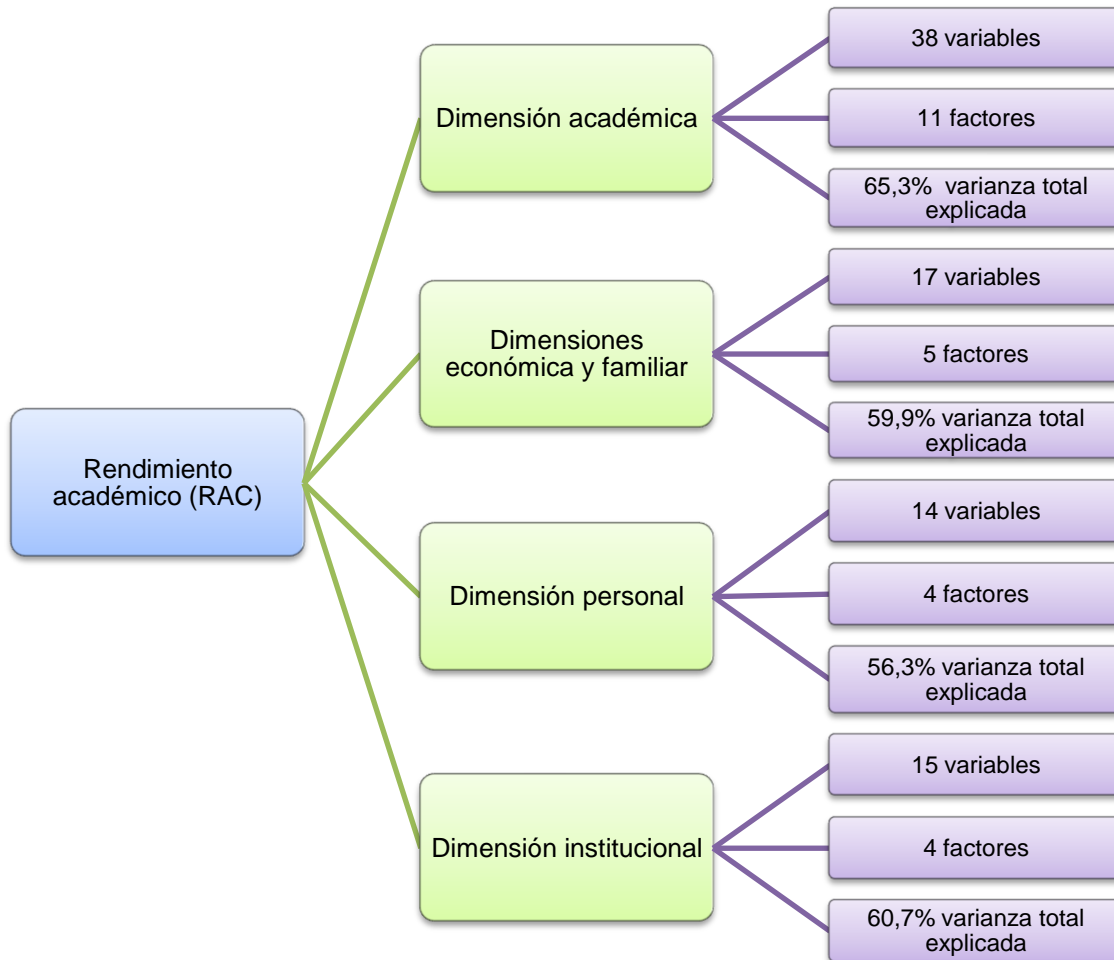 Rendimiento
académico (RAC)
Dimensión académica
38 variables
11 factores
65,3% varianza total
explicada
Dimensiones
económica y familiar
17 variables
5 factores
59,9% varianza total
explicada
Dimensión personal
14 variables
4 factores
56,3% varianza total
explicada
Dimensión institucional
15 variables
4 factores
60,7% varianza total
explicada